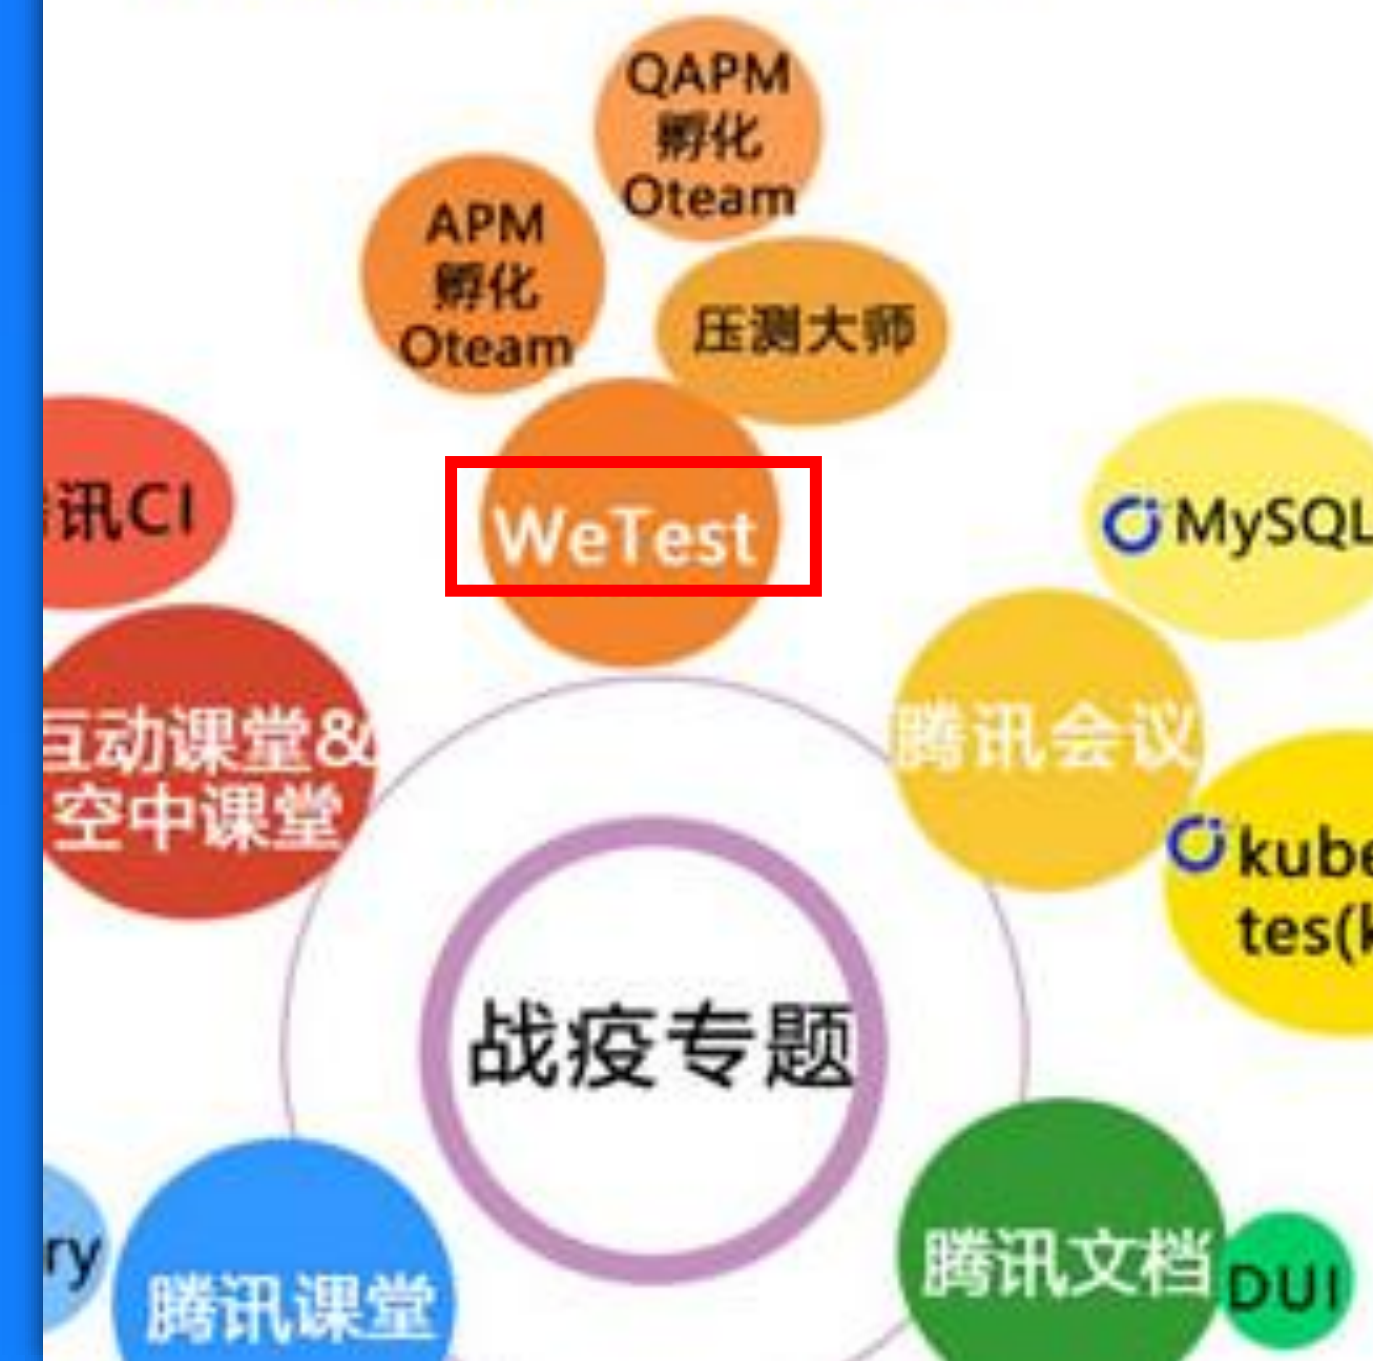 QAPM
孵化
Oteam
APM
孵化
Oteam
压测大师
讯CI
WeTest
MySQL
互动课堂&
空中课堂
腾讯会议
kube
tes(k
战疫专题
ry
腾讯课堂
腾讯文档
DUI